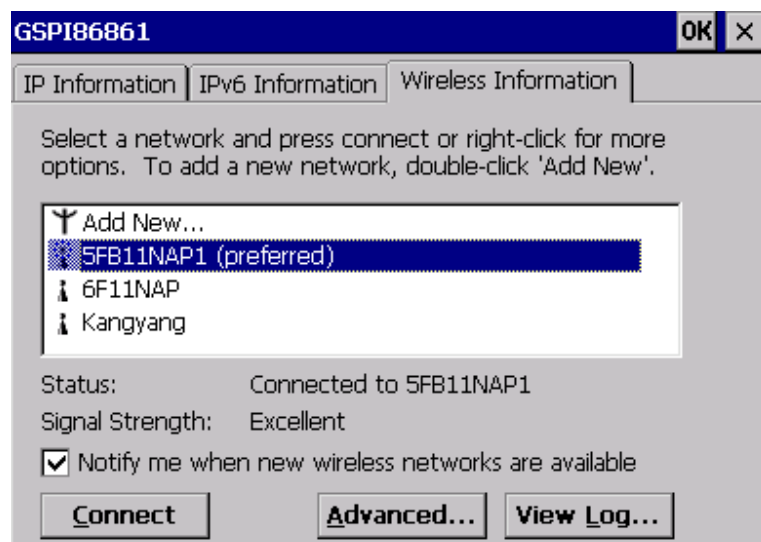 GSPI86861 OK ×
IP Information IPv6 Information Wireless Information
Select a network and press connect or right-click for more
options. To add a new network, double-click 'Add New'.
Add New...
5FB11NAP1 (preferred)
6F11NAP
Kangyang
Status: Connected to 5FB11NAP1
Signal Strength: Excellent
Notify me when new wireless networks are available
Connect Advanced... View Log...